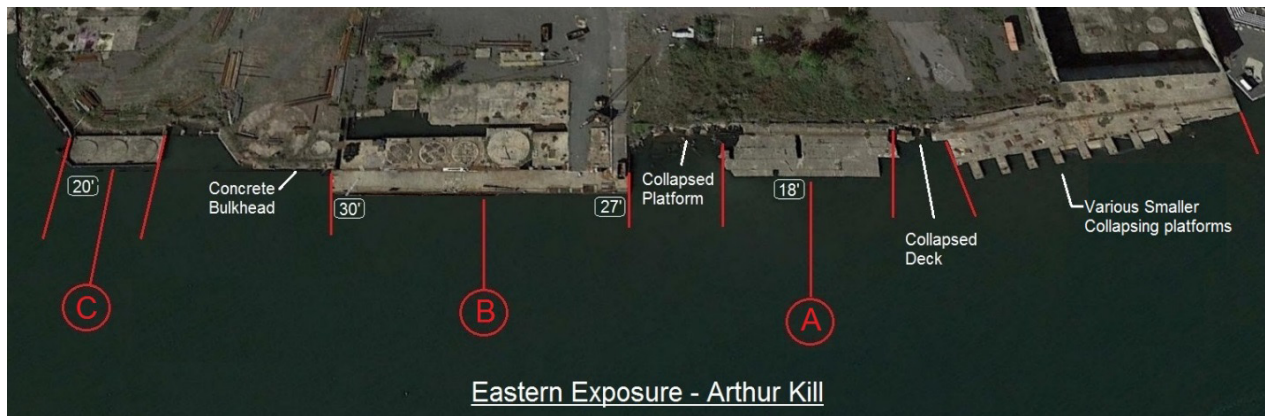 20'
Concrete
Bulkhead
30'
27'
Collapsed
Platform
18'
Collapsed
Deck
Various Smaller
Collapsing platforms
C
B
A
Eastern Exposure - Arthur Kill